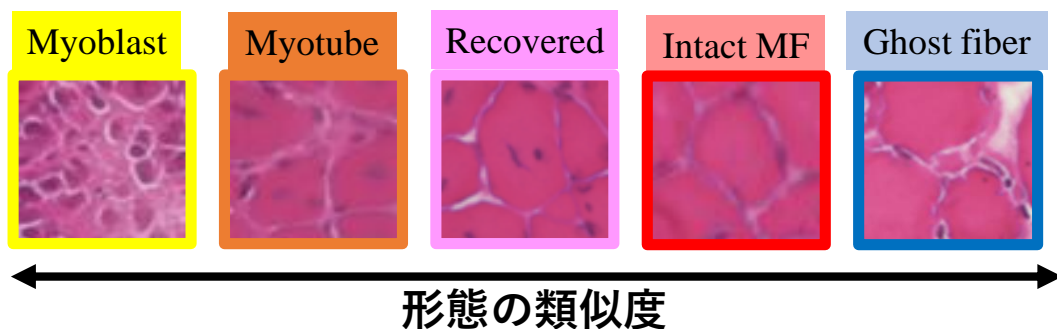 Myoblast
Myotube
Recovered
Intact MF
Ghost fiber
形態の類似度